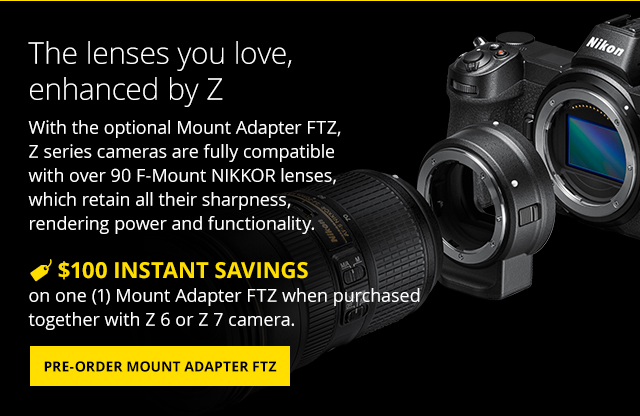 The lenses you love,
enhanced by Z
With the optional Mount Adapter FTZ,
Z series cameras are fully compatible
with over 90 F-Mount NIKKOR lenses,
which retain all their sharpness,
rendering power and functionality.
$100 INSTANT SAVINGS
on one (1) Mount Adapter FTZ when purchased
together with Z 6 or Z 7 camera.
PRE-ORDER MOUNT ADAPTER FTZ
Nikon
Nikon